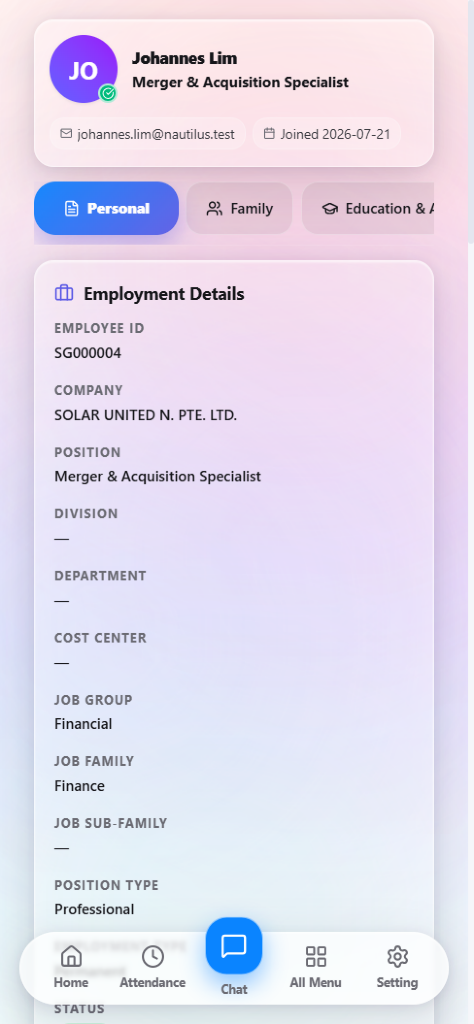 JO
Johannes Lim
Merger & Acquisition Specialist
johannes.lim@nautilus.test
Joined 2026-07-21
Personal
Family
Education & A
Employment Details
EMPLOYEE ID
SG000004
COMPANY
SOLAR UNITED N. PTE. LTD.
POSITION
Merger & Acquisition Specialist
DIVISION
—
DEPARTMENT
—
COST CENTER
—
JOB GROUP
Financial
JOB FAMILY
Finance
JOB SUB-FAMILY
—
POSITION TYPE
Professional
Home
Attendance
Chat
All Menu
Setting
STATUS